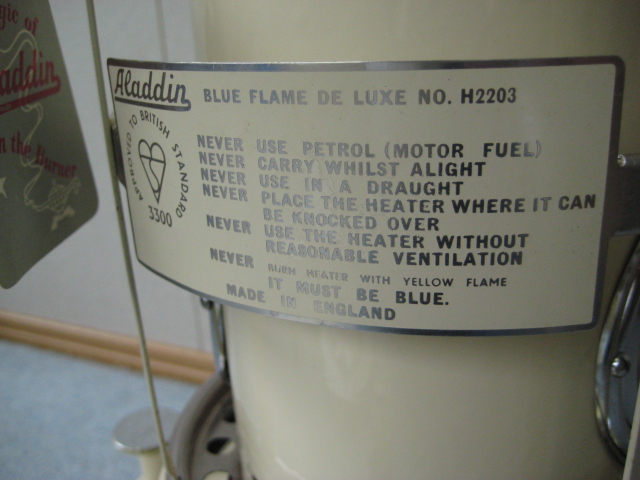 gic of
addin
n the Burner
Aladdin BLUE FLAME DE LUXE NO. H2203
APPROVED TO BRITISH STANDARD
3300
NEVER USE PETROL (MOTOR FUEL)
NEVER CARRY WHILST ALIGHT
NEVER USE IN A DRAUGHT
NEVER PLACE THE HEATER WHERE IT CAN
BE KNOCKED OVER
NEVER USE THE HEATER WITHOUT
REASONABLE VENTILATION
NEVER BURN HEATER WITH YELLOW FLAME
IT MUST BE BLUE.
MADE IN ENGLAND